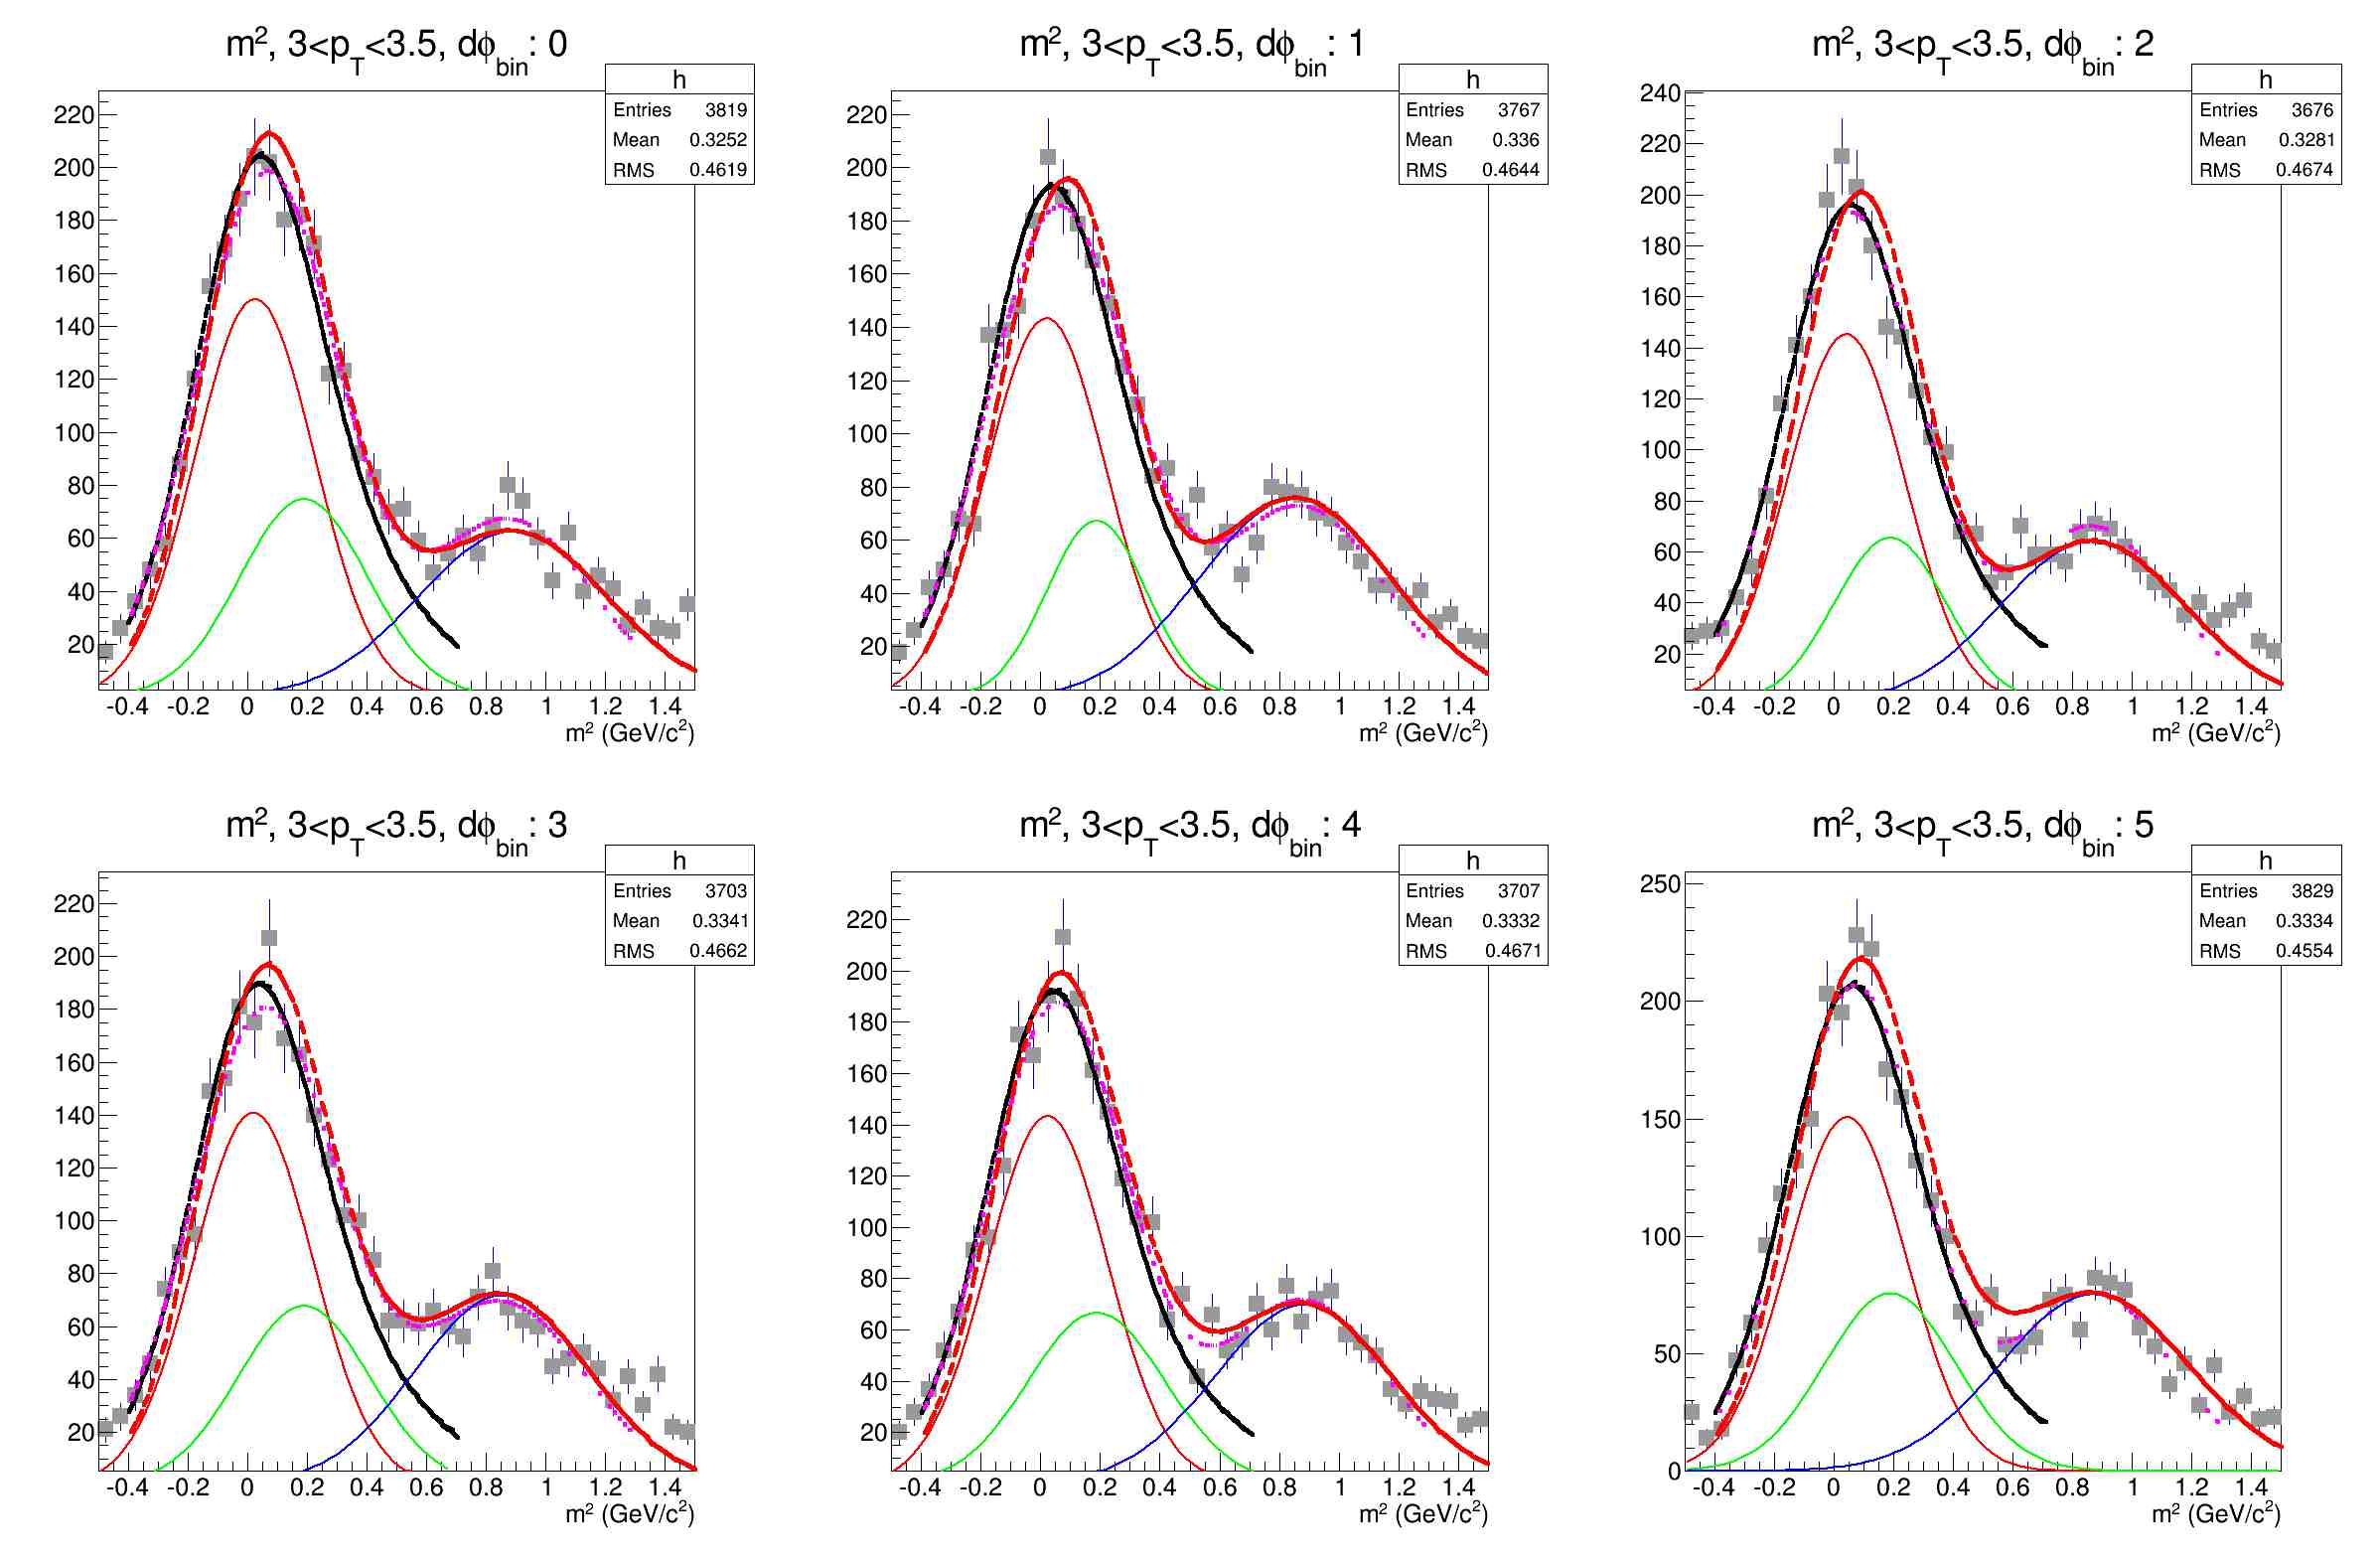 m², 3<p_T<3.5, dϕ_bin: 0
h
Entries 3819
Mean 0.3252
RMS 0.4619
220
200
180
160
140
120
100
80
60
40
20
-0.4 -0.2 0 0.2 0.4 0.6 0.8 1 1.2 1.4
m² (GeV/c²)
m², 3<p_T<3.5, dϕ_bin: 1
h
Entries 3767
Mean 0.336
RMS 0.4644
220
200
180
160
140
120
100
80
60
40
20
-0.4 -0.2 0 0.2 0.4 0.6 0.8 1 1.2 1.4
m² (GeV/c²)
m², 3<p_T<3.5, dϕ_bin: 2
h
Entries 3676
Mean 0.3281
RMS 0.4674
240
220
200
180
160
140
120
100
80
60
40
20
-0.4 -0.2 0 0.2 0.4 0.6 0.8 1 1.2 1.4
m² (GeV/c²)
m², 3<p_T<3.5, dϕ_bin: 3
h
Entries 3703
Mean 0.3341
RMS 0.4662
220
200
180
160
140
120
100
80
60
40
20
-0.4 -0.2 0 0.2 0.4 0.6 0.8 1 1.2 1.4
m² (GeV/c²)
m², 3<p_T<3.5, dϕ_bin: 4
h
Entries 3707
Mean 0.3332
RMS 0.4671
220
200
180
160
140
120
100
80
60
40
20
-0.4 -0.2 0 0.2 0.4 0.6 0.8 1 1.2 1.4
m² (GeV/c²)
m², 3<p_T<3.5, dϕ_bin: 5
h
Entries 3829
Mean 0.3334
RMS 0.4554
250
200
150
100
50
0
-0.4 -0.2 0 0.2 0.4 0.6 0.8 1 1.2 1.4
m² (GeV/c²)